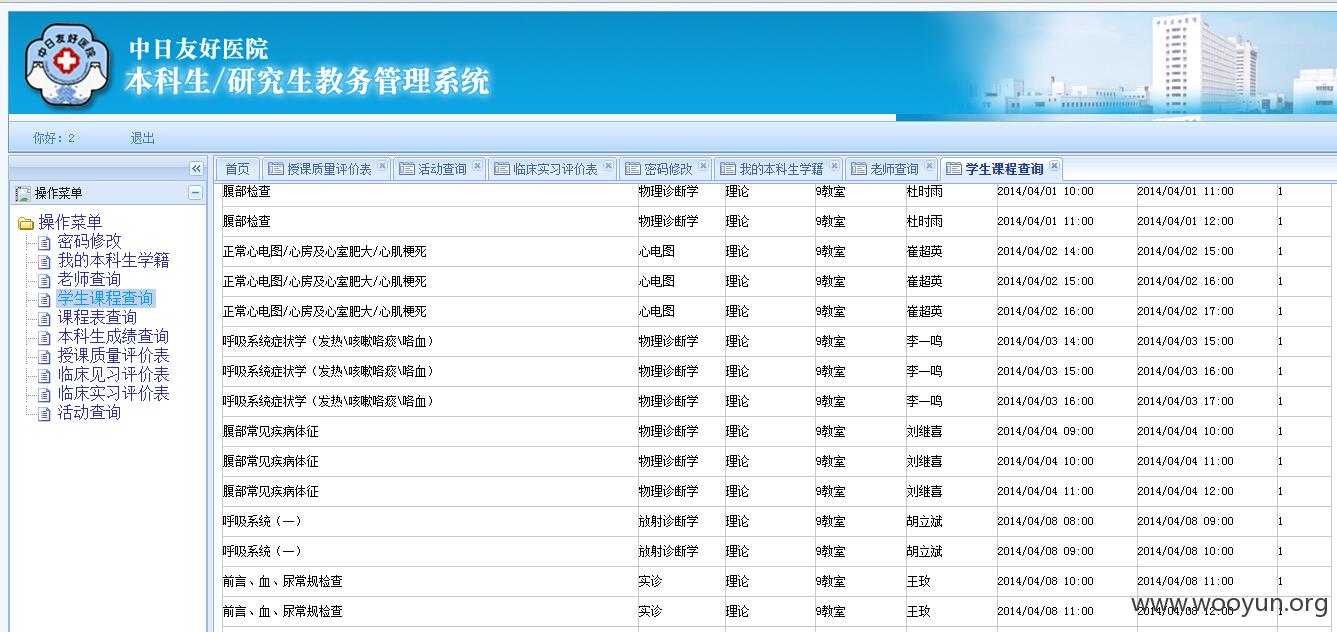 中日友好医院
中日友好医院
本科生/研究生教务管理系统
你好：2 退出
首页 授课质量评价表 活动查询 临床实习评价表 密码修改 我的本科生学籍 老师查询 学生课程查询
操作菜单
操作菜单
密码修改
我的本科生学籍
老师查询
学生课程查询
课程表查询
本科生成绩查询
授课质量评价表
临床见习评价表
临床实习评价表
活动查询
腹部检查 物理诊断学 理论 9教室 杜时雨 2014/04/01 10:00 2014/04/01 11:00 1
腹部检查 物理诊断学 理论 9教室 杜时雨 2014/04/01 11:00 2014/04/01 12:00 1
正常心电图/心房及心室肥大/心肌梗死 心电图 理论 9教室 崔超英 2014/04/02 14:00 2014/04/02 15:00 1
正常心电图/心房及心室肥大/心肌梗死 心电图 理论 9教室 崔超英 2014/04/02 15:00 2014/04/02 16:00 1
正常心电图/心房及心室肥大/心肌梗死 心电图 理论 9教室 崔超英 2014/04/02 16:00 2014/04/02 17:00 1
呼吸系统症状学（发热\咳嗽咯痰\咯血） 物理诊断学 理论 9教室 李一鸣 2014/04/03 14:00 2014/04/03 15:00 1
呼吸系统症状学（发热\咳嗽咯痰\咯血） 物理诊断学 理论 9教室 李一鸣 2014/04/03 15:00 2014/04/03 16:00 1
呼吸系统症状学（发热\咳嗽咯痰\咯血） 物理诊断学 理论 9教室 李一鸣 2014/04/03 16:00 2014/04/03 17:00 1
腹部常见疾病体征 物理诊断学 理论 9教室 刘继喜 2014/04/04 09:00 2014/04/04 10:00 1
腹部常见疾病体征 物理诊断学 理论 9教室 刘继喜 2014/04/04 10:00 2014/04/04 11:00 1
腹部常见疾病体征 物理诊断学 理论 9教室 刘继喜 2014/04/04 11:00 2014/04/04 12:00 1
呼吸系统（一） 放射诊断学 理论 9教室 胡立斌 2014/04/08 08:00 2014/04/08 09:00 1
呼吸系统（一） 放射诊断学 理论 9教室 胡立斌 2014/04/08 09:00 2014/04/08 10:00 1
前言、血、尿常规检查 实诊 理论 9教室 王玫 2014/04/08 10:00 2014/04/08 11:00 1
前言、血、尿常规检查 实诊 理论 9教室 王玫 2014/04/08 11:00 2014/04/08 12:00 1
www.wooyun.org